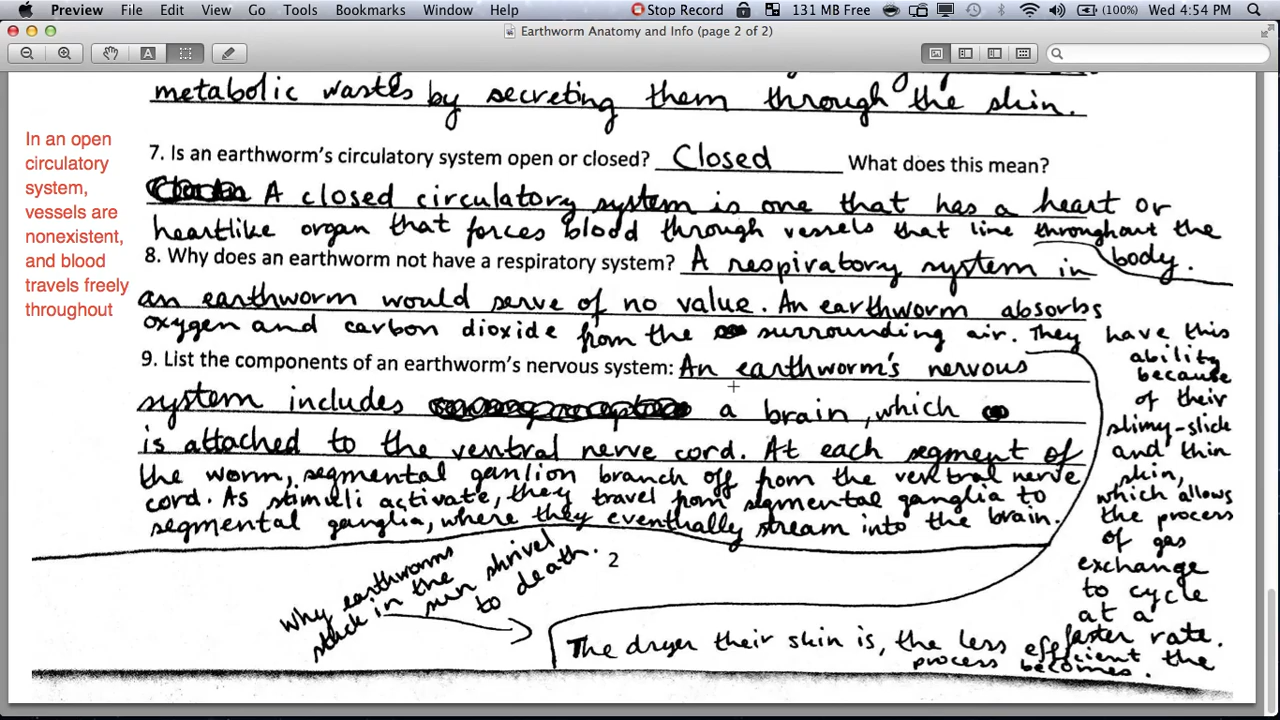 Preview File Edit View Go Tools Bookmarks Window Help Stop Record 131 MB Free (100%) Wed 4:54 PM
Earthworm Anatomy and Info (page 2 of 2)
metabolic wastes by secreting them through the skin.
In an open
circulatory
system,
vessels are
nonexistent,
and blood
travels freely
throughout
7. Is an earthworm's circulatory system open or closed? Closed What does this mean?
A closed circulatory system is one that has a heart or
heartlike organ that forces blood through vessels that line throughout the
body.
8. Why does an earthworm not have a respiratory system? A respiratory system in
an earthworm would serve of no value. An earthworm absorbs
oxygen and carbon dioxide from the surrounding air. They
have this
ability
because
of their
slimy-slick
and thin
skin,
which allows
the process
of gas
exchange
to cycle
at a
faster rate.
9. List the components of an earthworm's nervous system: An earthworm's nervous
system includes a brain, which
is attached to the ventral nerve cord. At each segment of
the worm, segmental ganlion branch off from the ventral nerve
cord. As stimuli activate, they travel from segmental ganglia to
segmental ganglia, where they eventually stream into the brain.
2
Why earthworms
stuck in the
sun shrivel
to death.
The dryer their skin is, the less efficient the
process becomes.